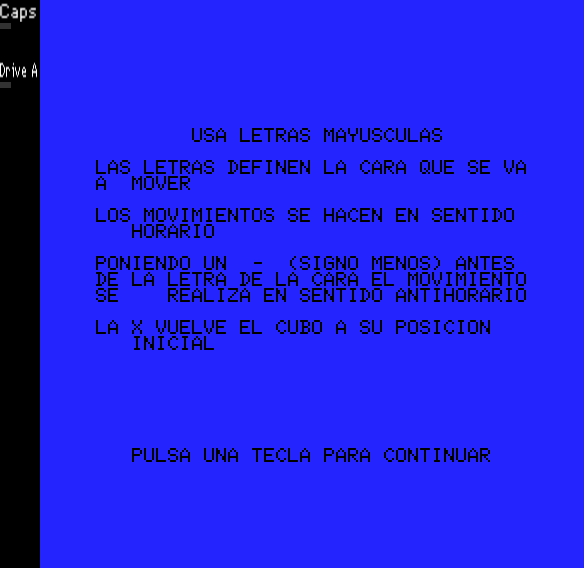 Caps
Drive A
USA LETRAS MAYUSCULAS
LAS LETRAS DEFINEN LA CARA QUE SE VA
A  MOVER
LOS MOVIMIENTOS SE HACEN EN SENTIDO
HORARIO
PONIENDO UN  -  (SIGNO MENOS) ANTES
DE LA LETRA DE LA CARA EL MOVIMIENTO
SE    REALIZA EN SENTIDO ANTIHORARIO
LA X VUELVE EL CUBO A SU POSICION
INICIAL
PULSA UNA TECLA PARA CONTINUAR